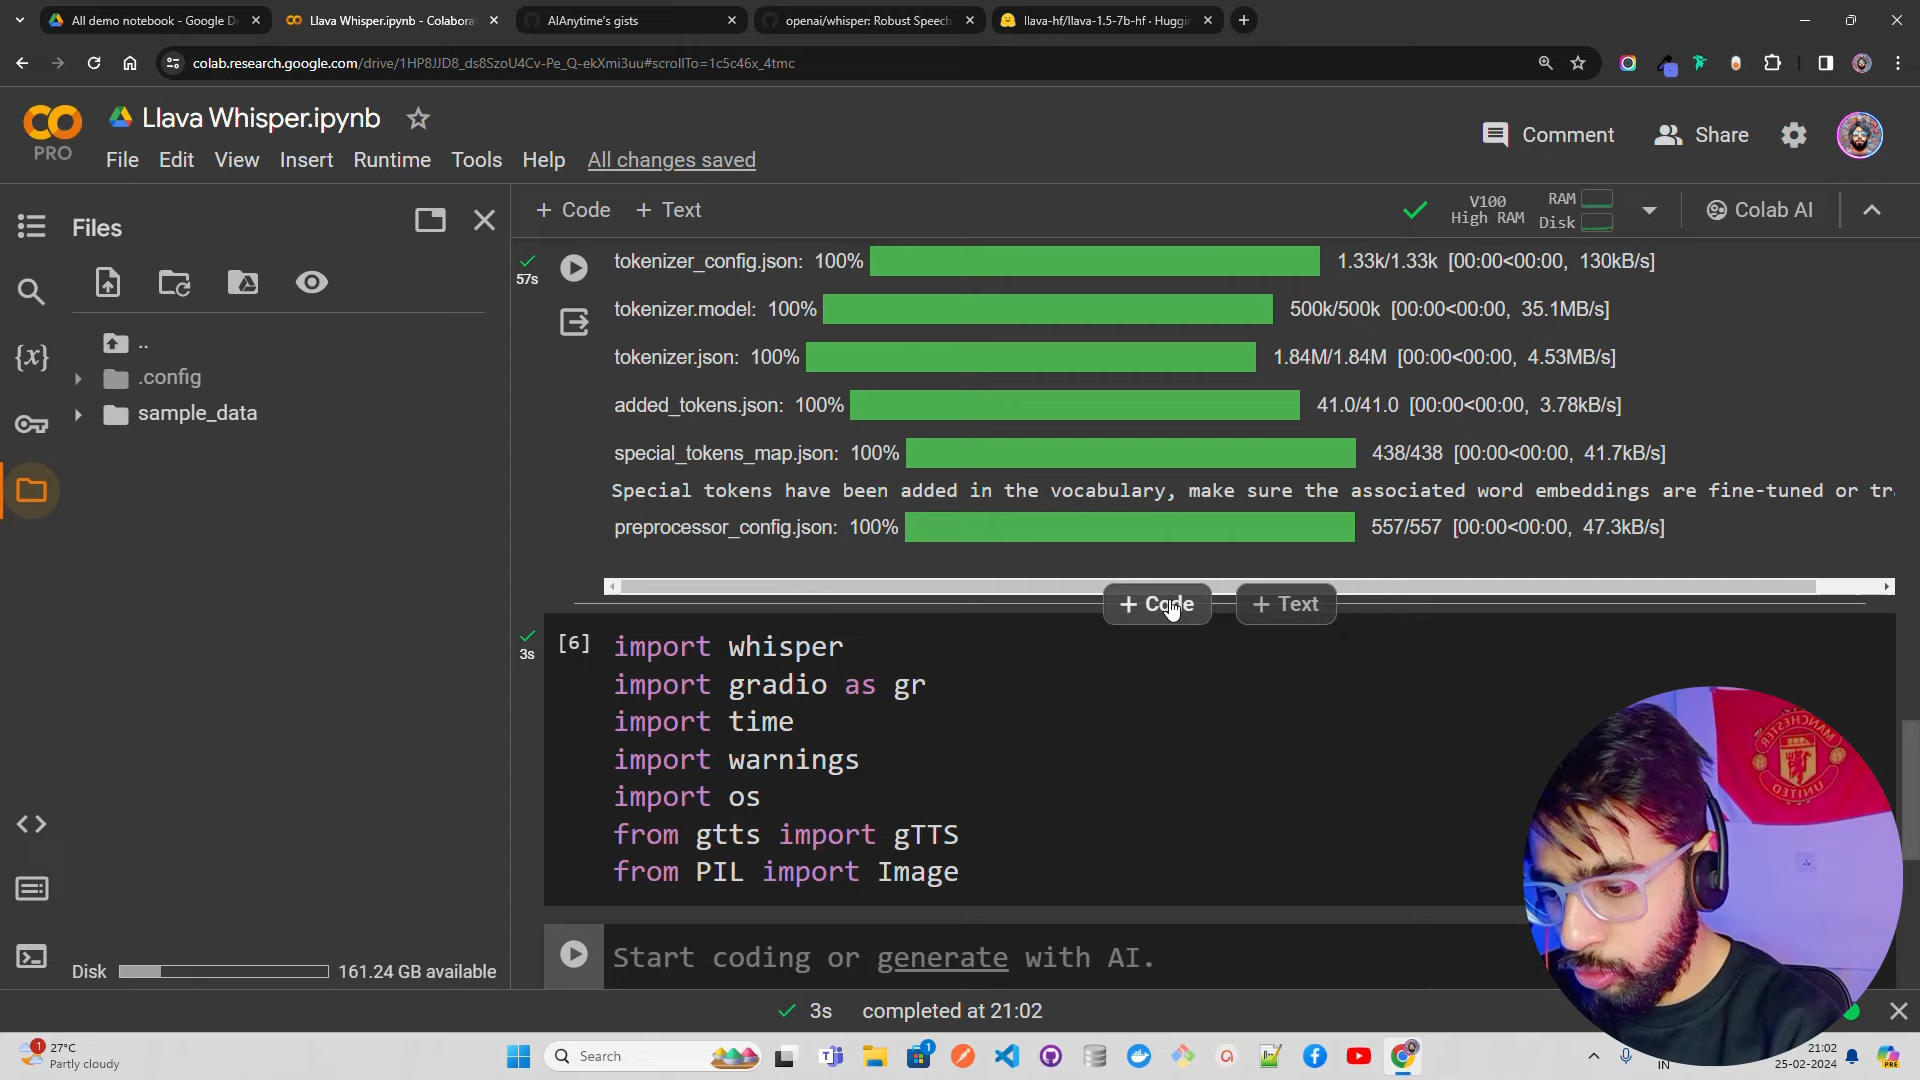 All demo notebook - Google D
Llava Whisper.ipynb - Colabora
AIAnytime's gists
openai/whisper: Robust Speech
llava-hf/llava-1.5-7b-hf · Huggin
colab.research.google.com/drive/1HP8JJD8_ds8SzoU4Cv-Pe_Q-ekXmi3uu#scrollTo=1c5c46x_4tmc
Llava Whisper.ipynb
PRO
File Edit View Insert Runtime Tools Help All changes saved
Comment
Share
Files
+ Code + Text
V100
High RAM
RAM
Disk
Colab AI
..
.config
sample_data
57s
tokenizer_config.json: 100% 1.33k/1.33k [00:00<00:00, 130kB/s]
tokenizer.model: 100% 500k/500k [00:00<00:00, 35.1MB/s]
tokenizer.json: 100% 1.84M/1.84M [00:00<00:00, 4.53MB/s]
added_tokens.json: 100% 41.0/41.0 [00:00<00:00, 3.78kB/s]
special_tokens_map.json: 100% 438/438 [00:00<00:00, 41.7kB/s]
Special tokens have been added in the vocabulary, make sure the associated word embeddings are fine-tuned or tr
preprocessor_config.json: 100% 557/557 [00:00<00:00, 47.3kB/s]
+ Code + Text
3s
[6] import whisper
import gradio as gr
import time
import warnings
import os
from gtts import gTTS
from PIL import Image
Start coding or generate with AI.
Disk 161.24 GB available
3s completed at 21:02
MANCHESTER
UNITED
1
27°C
Partly cloudy
Search
1
IN
21:02
25-02-2024
PRE